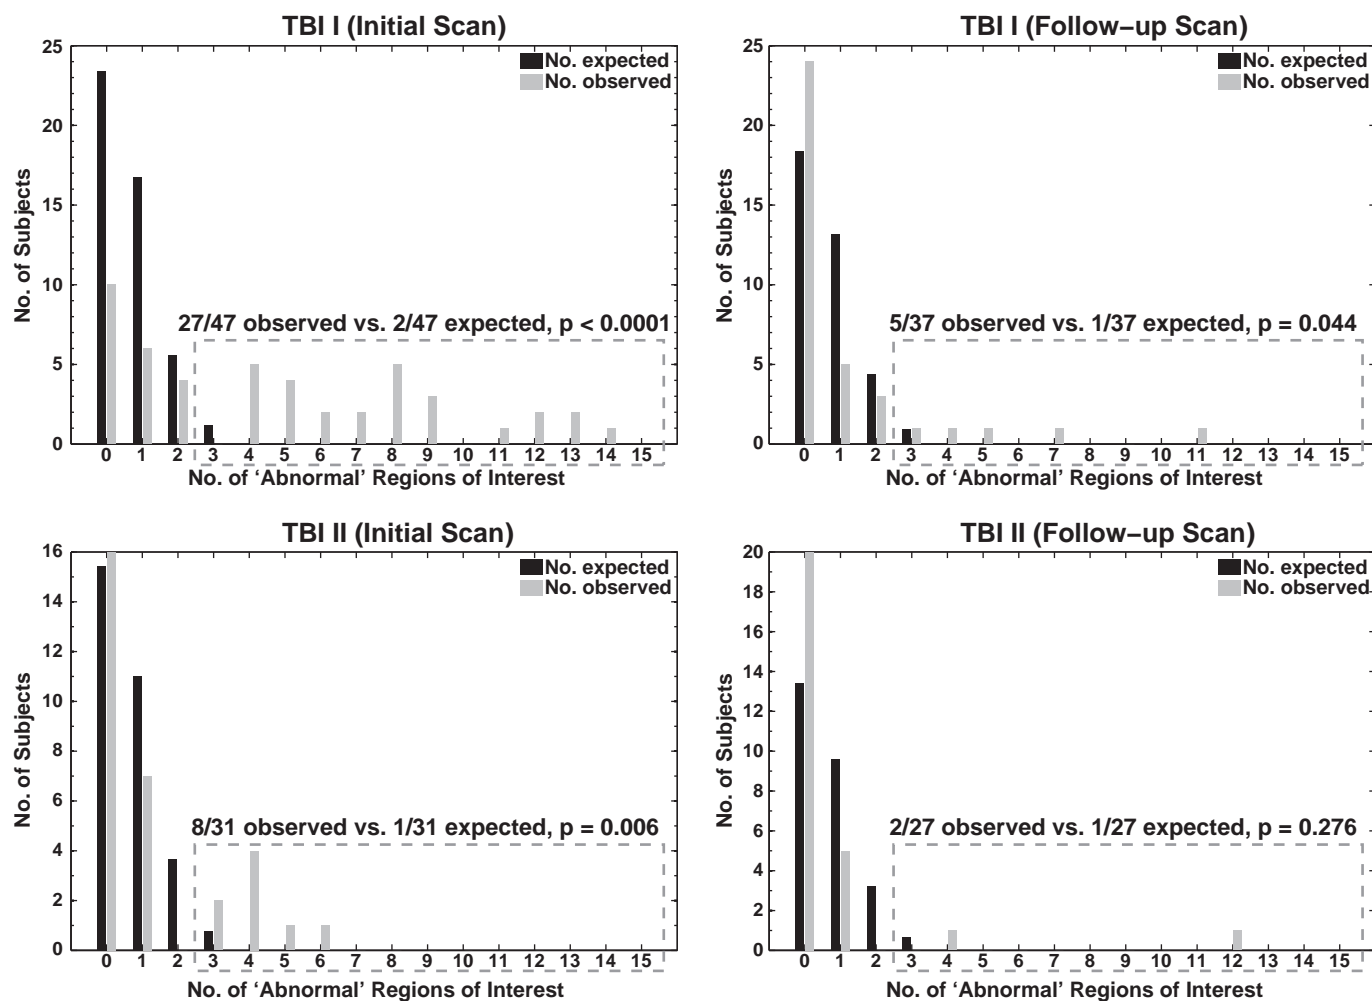 TBI I (Initial Scan)
25
20
15
10
5
0
No. of Subjects
No. expected
No. observed
27/47 observed vs. 2/47 expected, p < 0.0001
0 1 2 3 4 5 6 7 8 9 10 11 12 13 14 15
No. of ‘Abnormal’ Regions of Interest
TBI I (Follow−up Scan)
25
20
15
10
5
0
No. of Subjects
No. expected
No. observed
5/37 observed vs. 1/37 expected, p = 0.044
0 1 2 3 4 5 6 7 8 9 10 11 12 13 14 15
No. of ‘Abnormal’ Regions of Interest
TBI II (Initial Scan)
16
14
12
10
8
6
4
2
0
No. of Subjects
No. expected
No. observed
8/31 observed vs. 1/31 expected, p = 0.006
0 1 2 3 4 5 6 7 8 9 10 11 12 13 14 15
No. of ‘Abnormal’ Regions of Interest
TBI II (Follow−up Scan)
20
18
16
14
12
10
8
6
4
2
0
No. of Subjects
No. expected
No. observed
2/27 observed vs. 1/27 expected, p = 0.276
0 1 2 3 4 5 6 7 8 9 10 11 12 13 14 15
No. of ‘Abnormal’ Regions of Interest